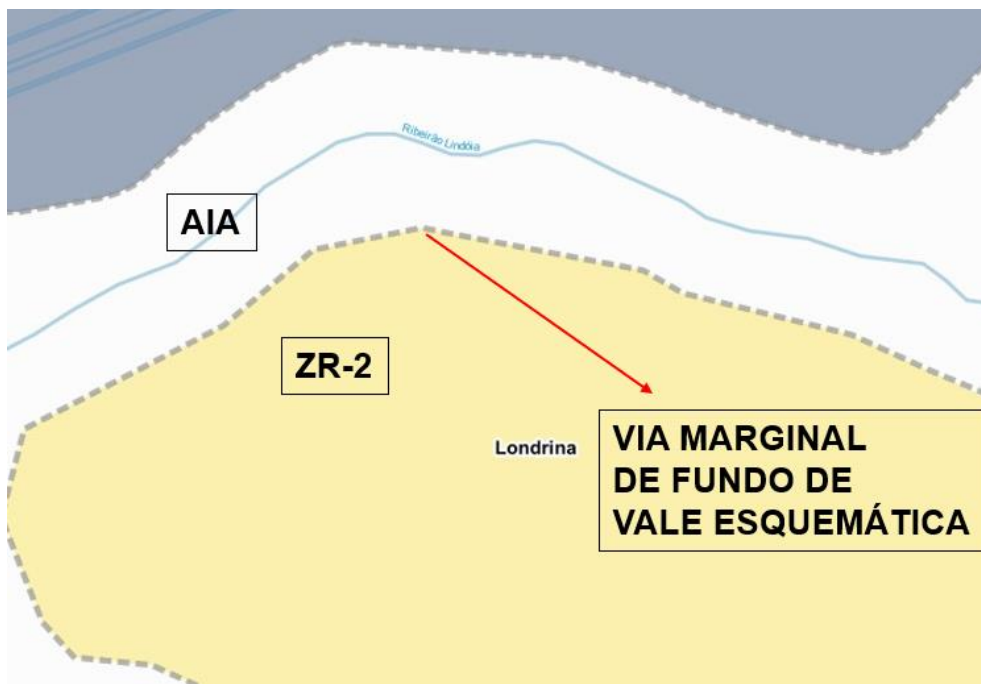 Ribeirão Lindóia
AIA
ZR-2
Londrina
VIA MARGINAL
DE FUNDO DE
VALE ESQUEMÁTICA